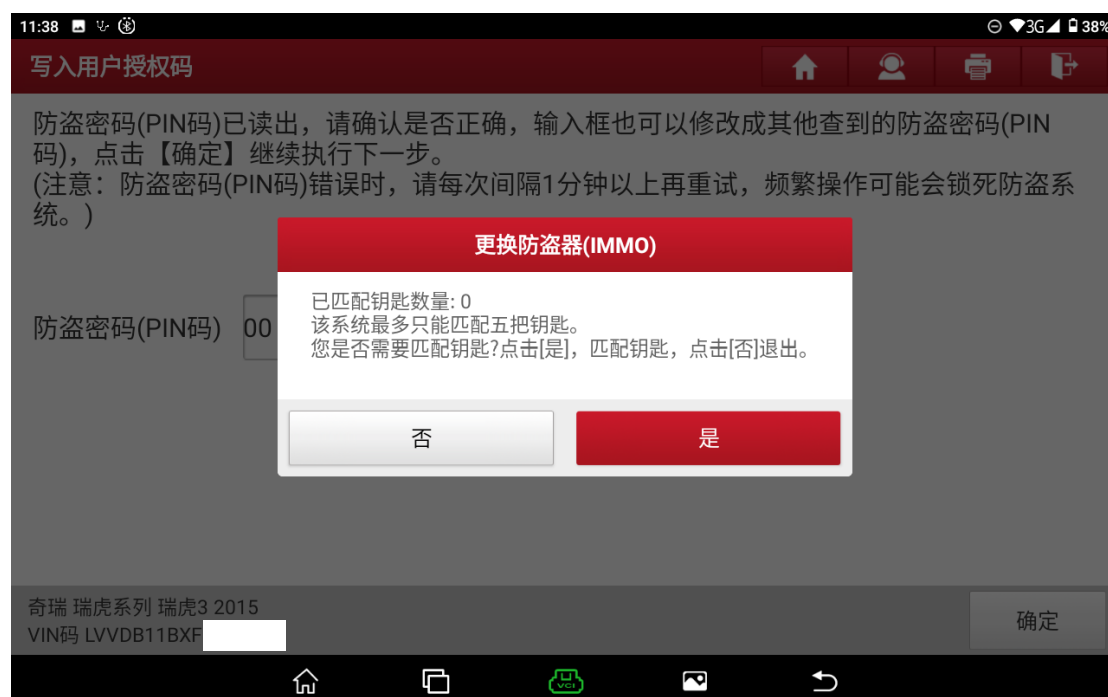 11:38
3G 38%
写入用户授权码
防盗密码(PIN码)已读出，请确认是否正确，输入框也可以修改成其他查到的防盗密码(PIN
码)，点击【确定】继续执行下一步。
(注意：防盗密码(PIN码)错误时，请每次间隔1分钟以上再重试，频繁操作可能会锁死防盗系
统。)
更换防盗器(IMMO)
已匹配钥匙数量: 0
该系统最多只能匹配五把钥匙。
您是否需要匹配钥匙?点击[是]，匹配钥匙，点击[否]退出。
防盗密码(PIN码) 00
否
是
奇瑞 瑞虎系列 瑞虎3 2015
VIN码 LVVDB11BXF
确定
VCI